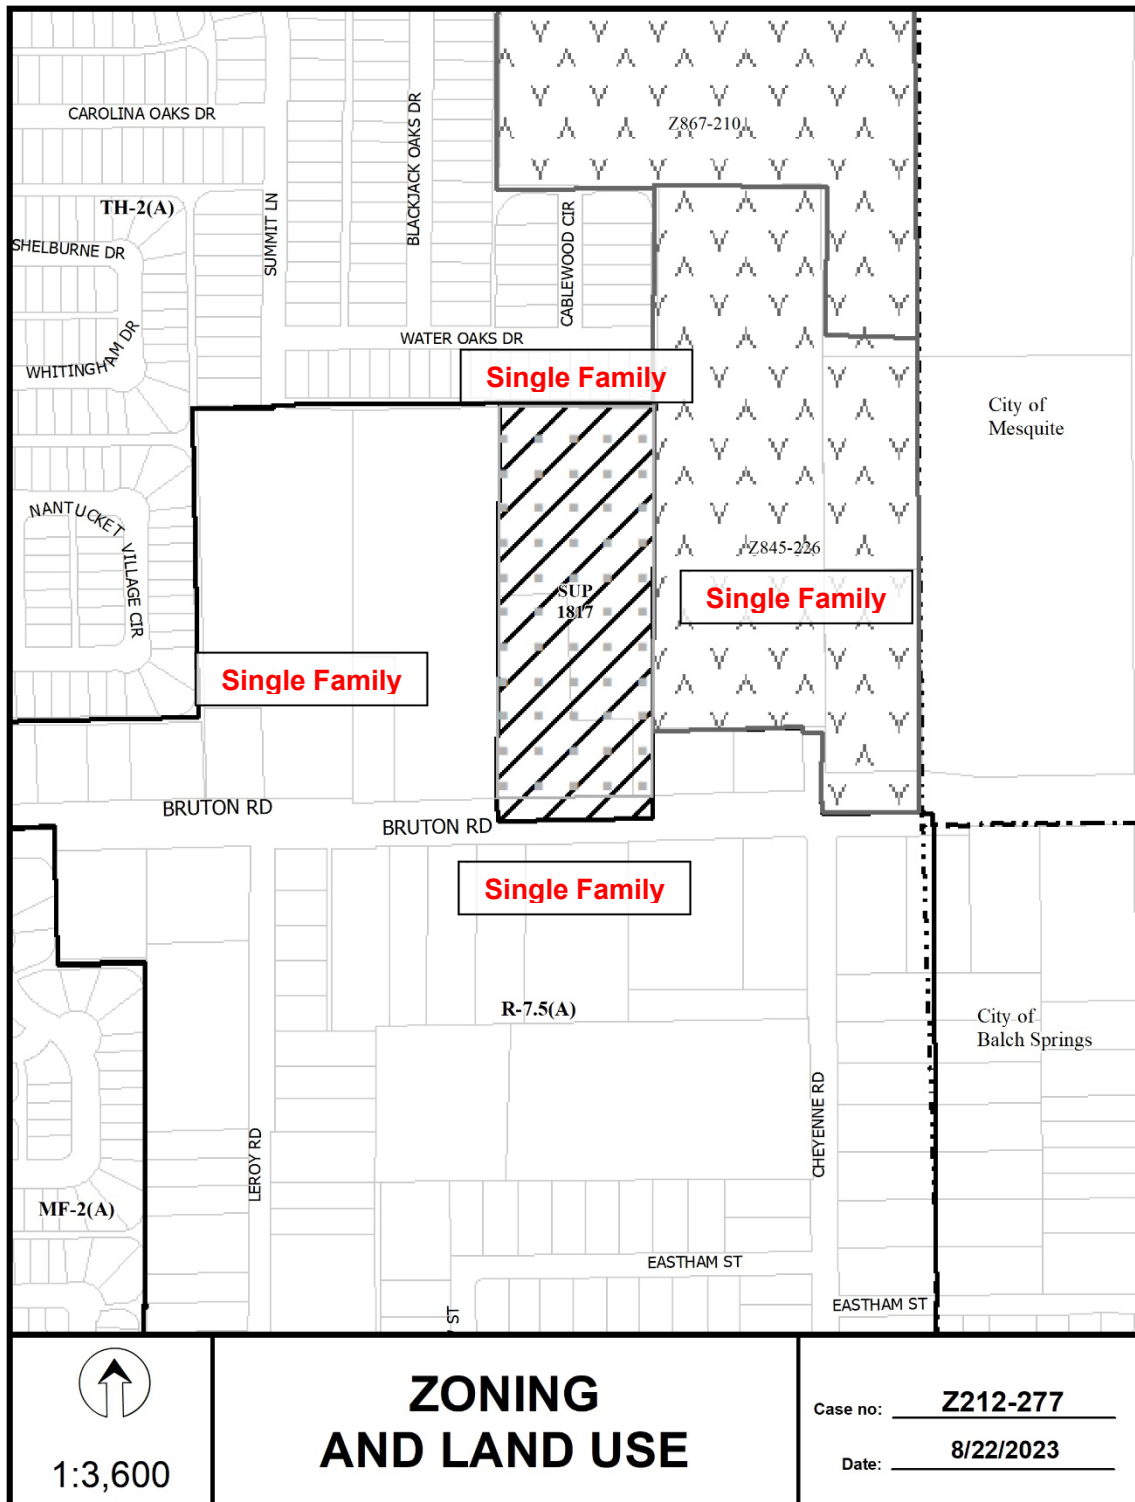 Z867-210
CAROLINA OAKS DR
BLACKJACK OAKS DR
TH-2(A)
SUMMIT LN
CABLEWOOD CIR
SHELBURNE DR
WATER OAKS DR
WHITINGHAM DR
Single Family
City of
Mesquite
NANTUCKET VILLAGE CIR
Z845-226
SUP
1817
Single Family
Single Family
BRUTON RD
BRUTON RD
Single Family
R-7.5(A)
City of
Balch Springs
CHEYENNE RD
LEROY RD
MF-2(A)
EASTHAM ST
EASTHAM ST
ST
1:3,600
ZONING
AND LAND USE
Case no: Z212-277
Date: 8/22/2023